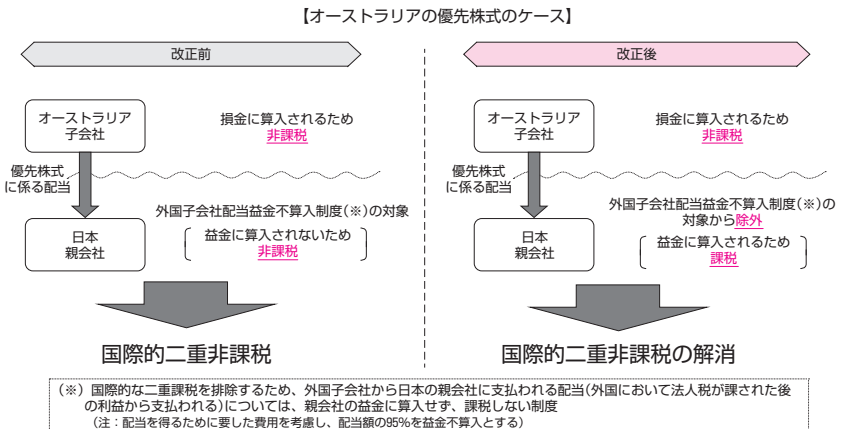 【オーストラリアの優先株式のケース】
改正前
オーストラリア
子会社
損金に算入されるため
非課税
優先株式
に係る配当
外国子会社配当益金不算入制度(※)の対象
日本
親会社
益金に算入されないため
非課税
国際的二重非課税
改正後
オーストラリア
子会社
損金に算入されるため
非課税
優先株式
に係る配当
外国子会社配当益金不算入制度(※)の
対象から除外
日本
親会社
益金に算入されるため
課税
国際的二重非課税の解消
(※) 国際的な二重課税を排除するため、外国子会社から日本の親会社に支払われる配当(外国において法人税が課された後
の利益から支払われる)については、親会社の益金に算入せず、課税しない制度
(注：配当を得るために要した費用を考慮し、配当額の95%を益金不算入とする)